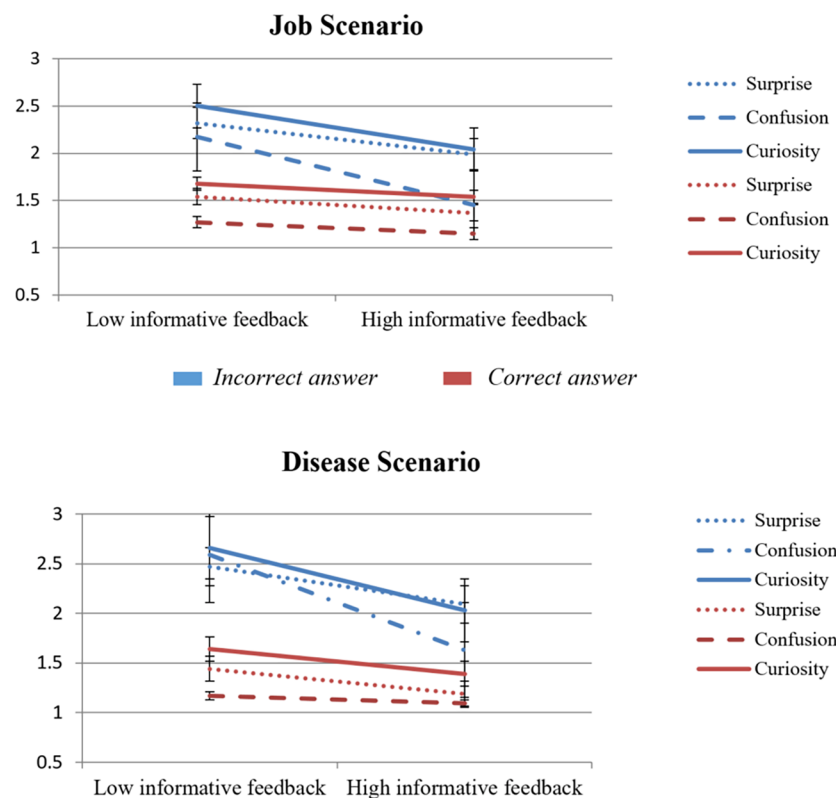 Job Scenario
3
2.5
2
1.5
1
0.5
Low informative feedback
High informative feedback
Surprise
Confusion
Curiosity
Surprise
Confusion
Curiosity
Incorrect answer
Correct answer
Disease Scenario
3
2.5
2
1.5
1
0.5
Low informative feedback
High informative feedback
Surprise
Confusion
Curiosity
Surprise
Confusion
Curiosity